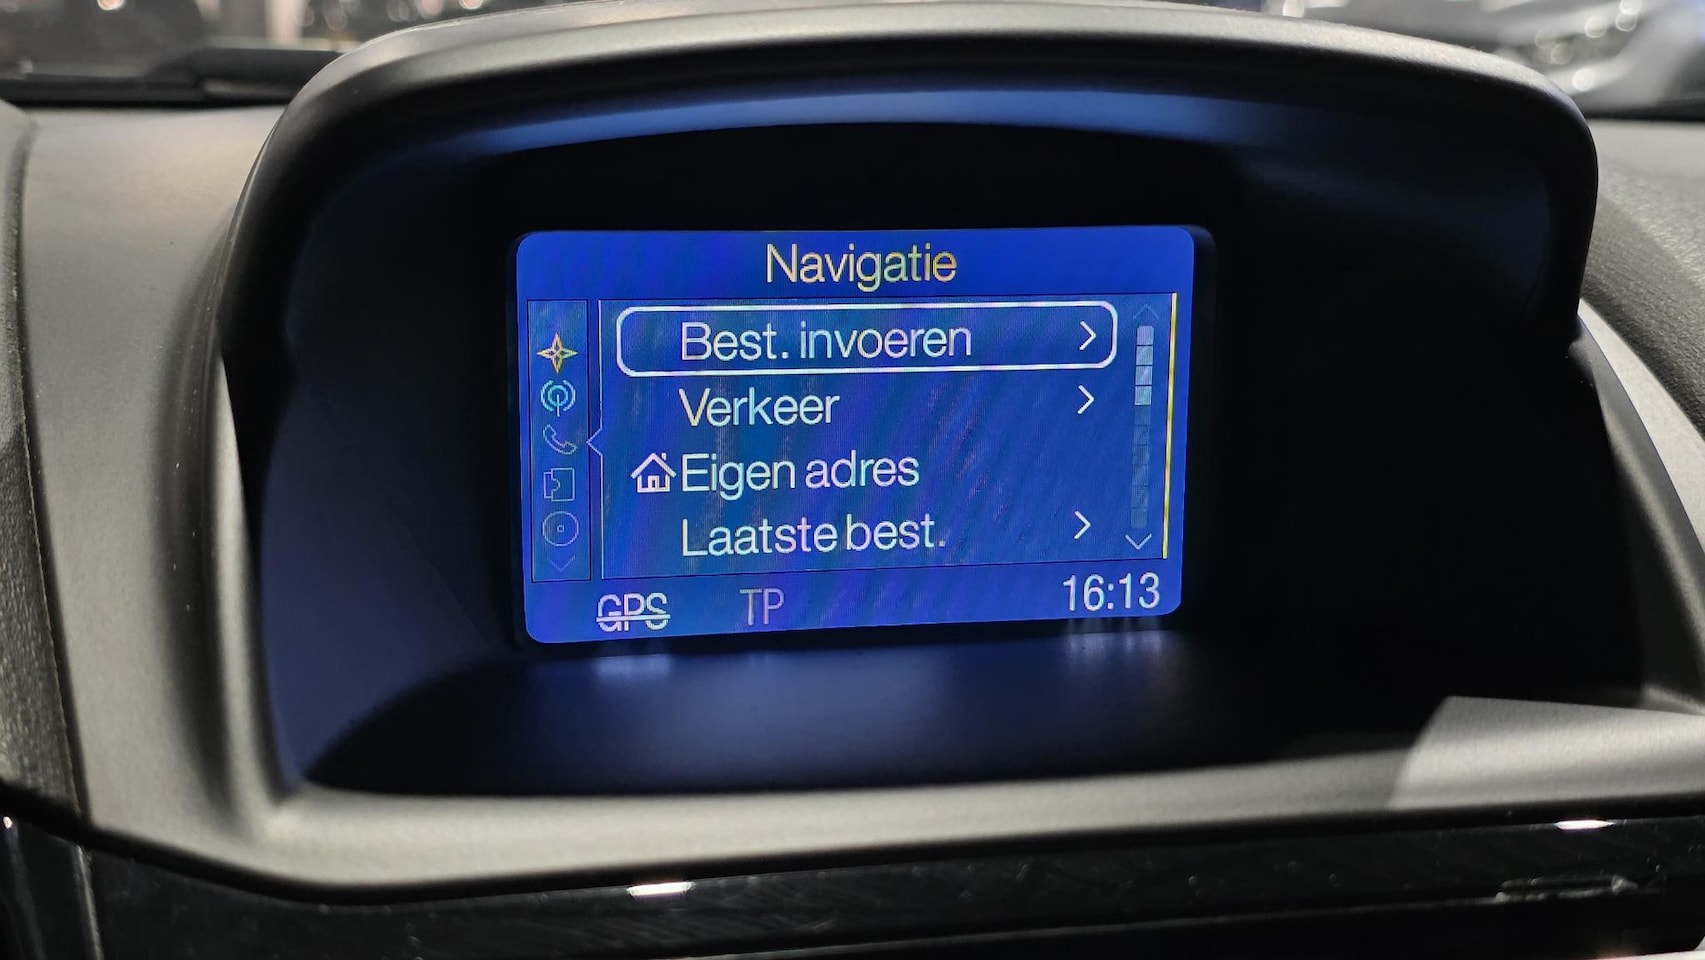 Navigatie
Best. invoeren
Verkeer
Eigen adres
Laatste best.
GPS TP 16:13